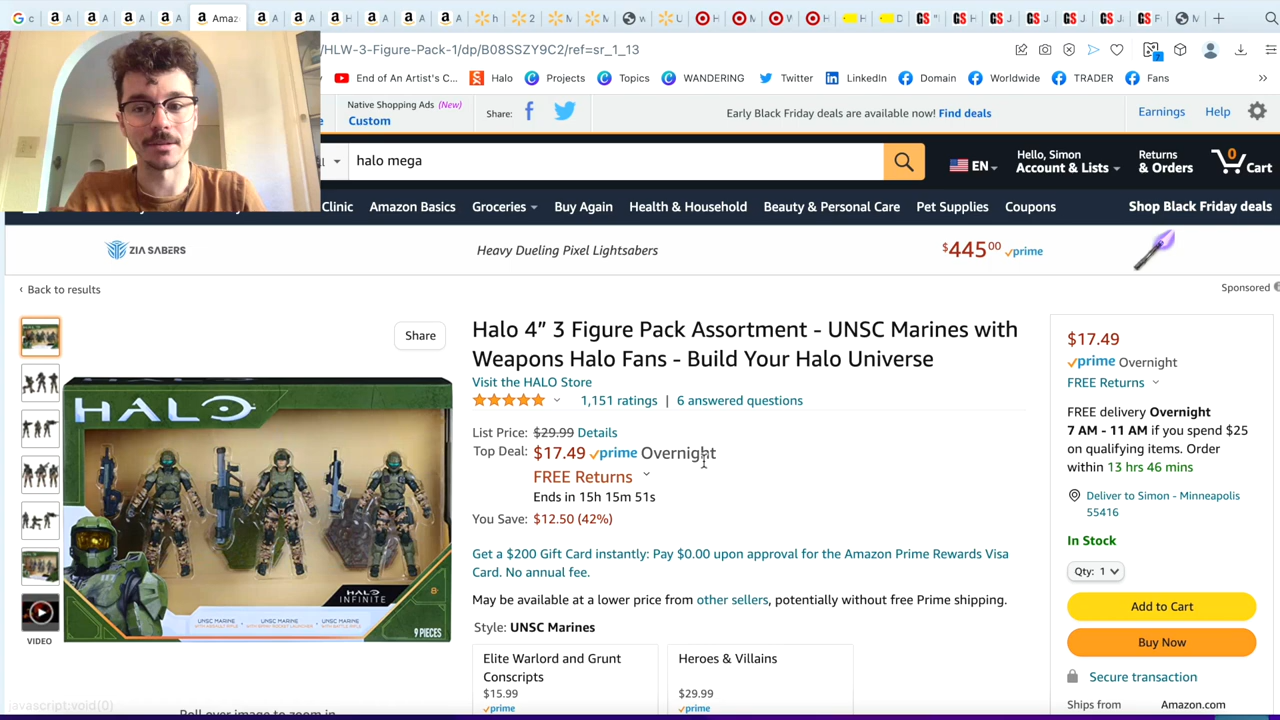 c
A
A
A
A
Amaz
A
A
H
A
A
A
h
2
M
M
w
U
H
M
W
H
H
D
"
H
J
J
J
J
F
M
/HLW-3-Figure-Pack-1/dp/B08SSZY9C2/ref=sr_1_13
7
End of An Artist's C...
Halo
Projects
Topics
WANDERING
Twitter
LinkedIn
Domain
Worldwide
TRADER
Fans
Native Shopping Ads (New)
Custom
Share:
Early Black Friday deals are available now! Find deals
Earnings
Help
halo mega
EN
Hello, Simon
Account & Lists
Returns
& Orders
0
Cart
Clinic
Amazon Basics
Groceries
Buy Again
Health & Household
Beauty & Personal Care
Pet Supplies
Coupons
Shop Black Friday deals
ZIA SABERS
Heavy Dueling Pixel Lightsabers
$445 00 prime
Sponsored
‹ Back to results
Share
Halo 4” 3 Figure Pack Assortment - UNSC Marines with
Weapons Halo Fans - Build Your Halo Universe
Visit the HALO Store
1,151 ratings | 6 answered questions
List Price: $29.99 Details
Top Deal: $17.49 prime Overnight
FREE Returns
Ends in 15h 15m 51s
You Save: $12.50 (42%)
Get a $200 Gift Card instantly: Pay $0.00 upon approval for the Amazon Prime Rewards Visa
Card. No annual fee.
May be available at a lower price from other sellers, potentially without free Prime shipping.
Style: UNSC Marines
Elite Warlord and Grunt
Conscripts
$15.99
prime
Heroes & Villains
$29.99
prime
HALO
HALO
INFINITE
UNSC MARINE
UNSC MARINE
UNSC MARINE
9 PIECES
VIDEO
Roll over image to zoom in
javascript:void(0)
$17.49
prime Overnight
FREE Returns
FREE delivery Overnight
7 AM - 11 AM if you spend $25
on qualifying items. Order
within 13 hrs 46 mins
Deliver to Simon - Minneapolis
55416
In Stock
Qty: 1
Add to Cart
Buy Now
Secure transaction
Ships from Amazon.com